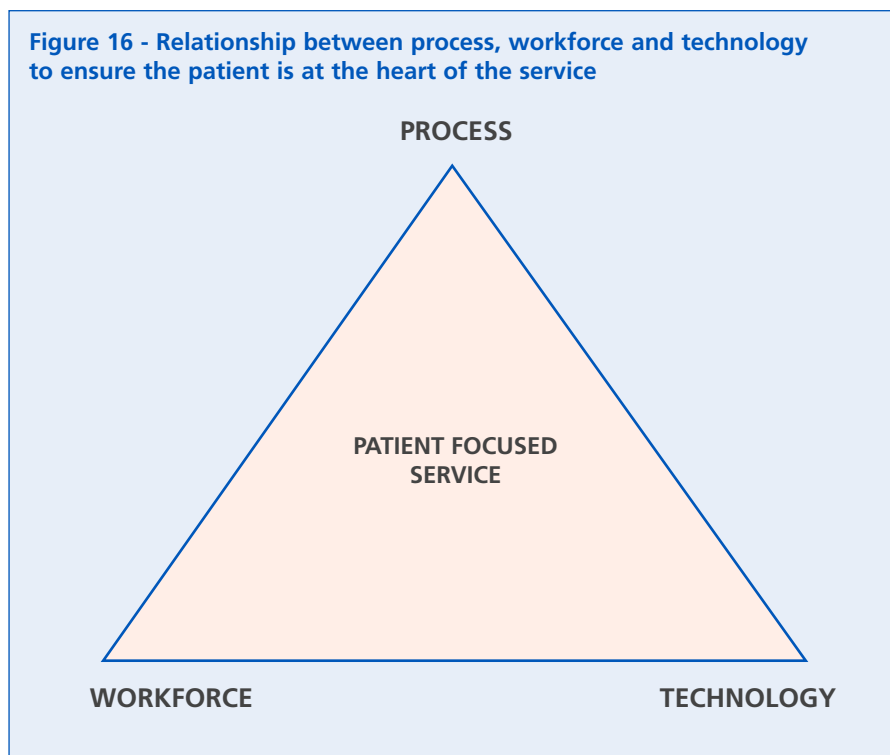 Figure 16 - Relationship between process, workforce and technology
to ensure the patient is at the heart of the service
PROCESS
PATIENT FOCUSED
SERVICE
WORKFORCE
TECHNOLOGY